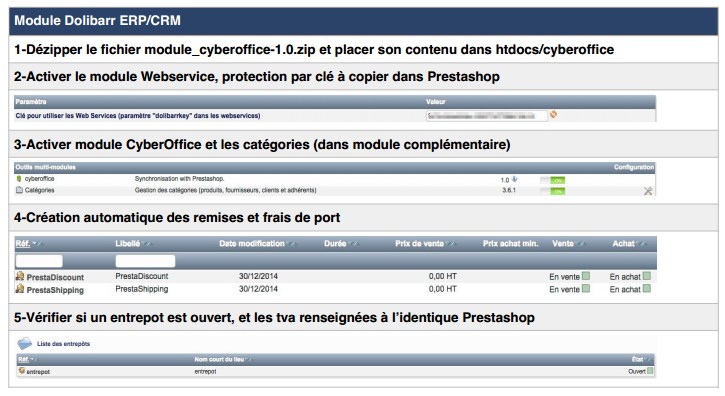 Module Dolibarr ERP/CRM
1-Dézipper le fichier module_cyberoffice-1.0.zip et placer son contenu dans htdocs/cyberoffice
2-Activer le module Webservice, protection par clé à copier dans Prestashop
Paramètre Valeur
Clé pour utiliser les Web Services (paramètre "dolibarrkey" dans les webservices)
3-Activer module CyberOffice et les catégories (dans module complémentaire)
Outils multi-modules Configuration
cyberoffice Synchronisation with Prestashop. 1.0
Catégories Gestion des catégories (produits, fournisseurs, clients et adhérents) 3.6.1
4-Création automatique des remises et frais de port
Réf. Libellé Date modification Durée Prix de vente Prix achat min. Vente Achat
PrestaDiscount PrestaDiscount 30/12/2014 0,00 HT En vente En achat
PrestaShipping PrestaShipping 30/12/2014 0,00 HT En vente En achat
5-Vérifier si un entrepot est ouvert, et les tva renseignées à l'identique Prestashop
Liste des entrepôts
Réf. Nom court du lieu État
entrepot entrepot Ouvert